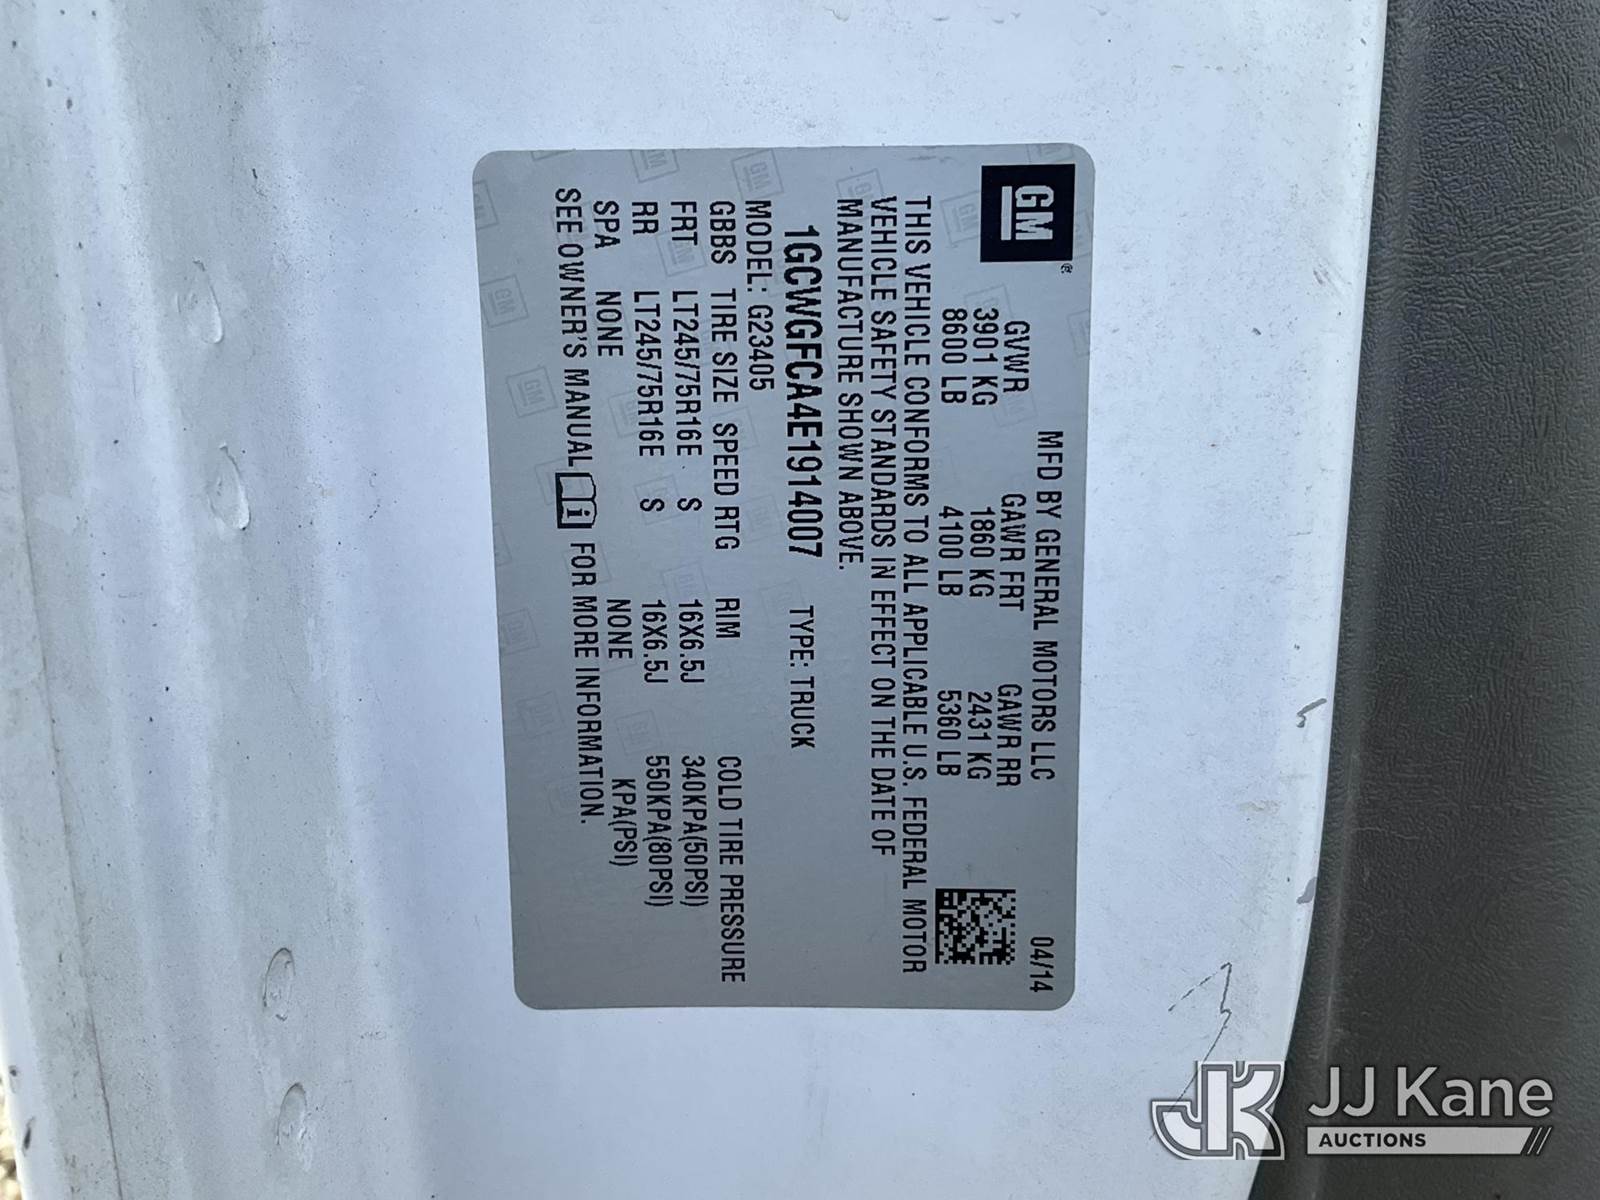 GM
®
MFD BY GENERAL MOTORS LLC 04/14
GVWR GAWR FRT GAWR RR
3901 KG 1860 KG 2431 KG
8600 LB 4100 LB 5360 LB
THIS VEHICLE CONFORMS TO ALL APPLICABLE U.S. FEDERAL MOTOR
VEHICLE SAFETY STANDARDS IN EFFECT ON THE DATE OF
MANUFACTURE SHOWN ABOVE.
1GCWGFCA4E1914007 TYPE: TRUCK
MODEL: G23405
GBBS TIRE SIZE SPEED RTG RIM COLD TIRE PRESSURE
FRT LT245/75R16E S 16X6.5J 340KPA(50PSI)
RR LT245/75R16E S 16X6.5J 550KPA(80PSI)
SPA NONE NONE KPA(PSI)
SEE OWNER'S MANUAL i FOR MORE INFORMATION.
JK JJ Kane
AUCTIONS